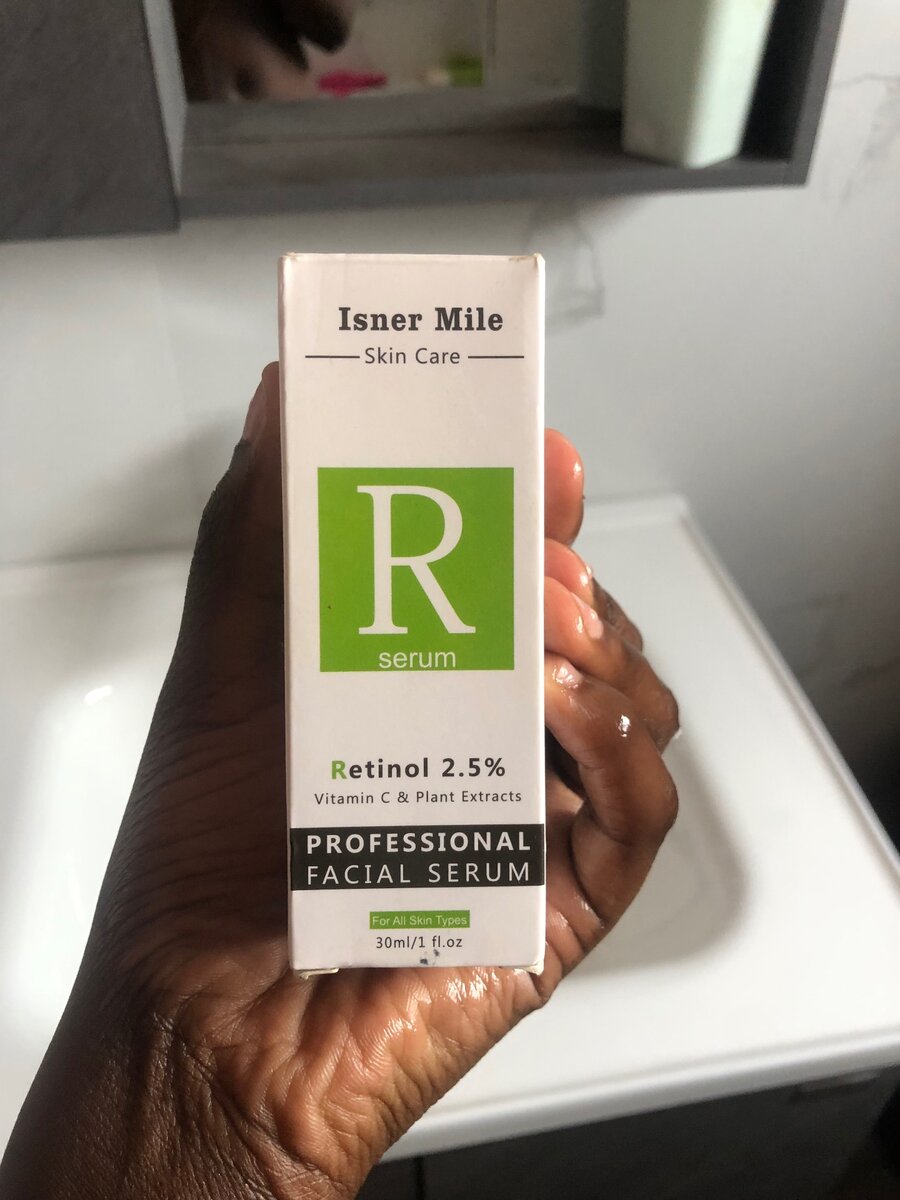 Isner Mile
Skin Care
R
serum
Retinol 2.5%
Vitamin C & Plant Extracts
PROFESSIONAL
FACIAL SERUM
For All Skin Types
30ml/1 fl.oz